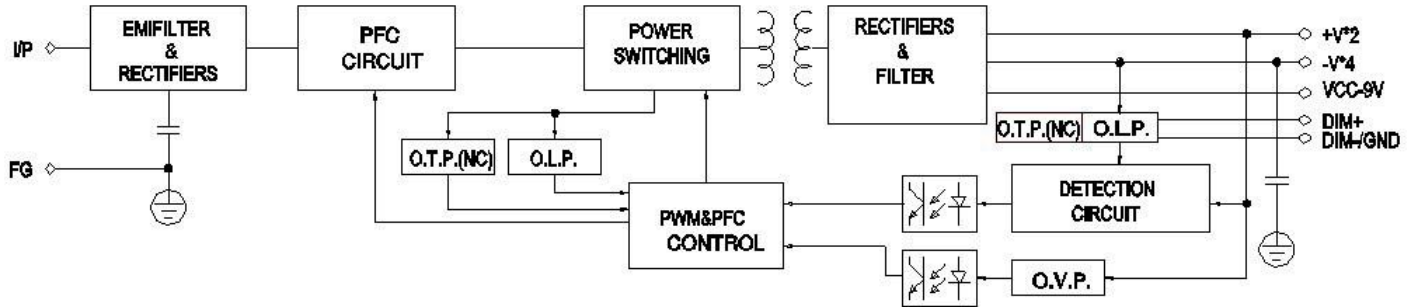 I/P
EMIFILTER
&
RECTIFIERS
PFC
CIRCUIT
POWER
SWITCHING
RECTIFIERS
&
FILTER
+V*2
-V*4
VCC-9V
DIM+
DIM-/GND
O.T.P.(NC)
O.L.P.
O.T.P.(NC)
O.L.P.
FG
PWM&PFC
CONTROL
DETECTION
CIRCUIT
O.V.P.